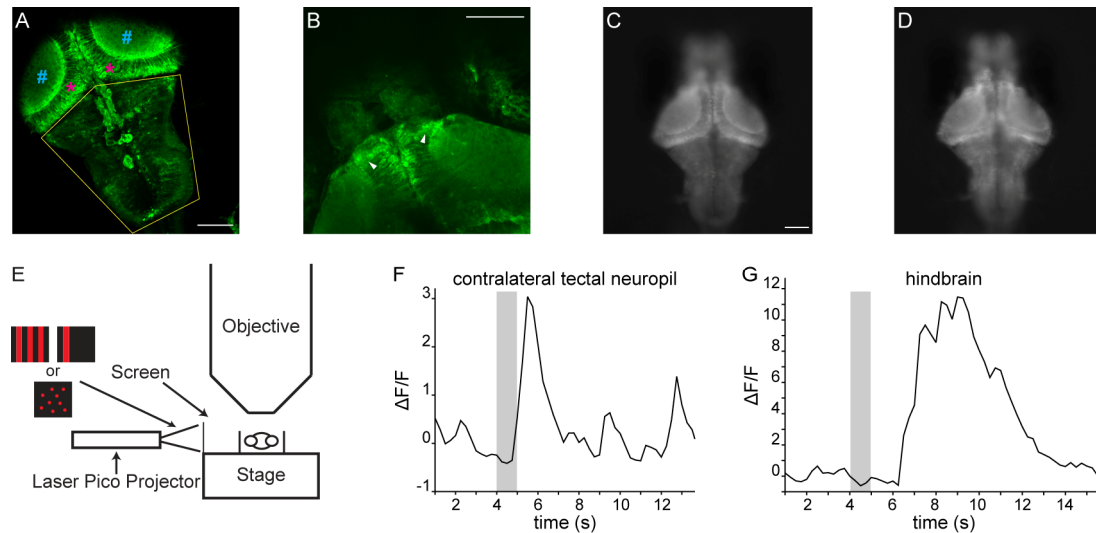 A
B
C
D
#
#
*
*
E
Objective
or
Screen
Laser Pico Projector
Stage
F
contralateral tectal neuropil
ΔF/F
3
2
1
0
-1
2
4
6
8
10
12
time (s)
G
hindbrain
ΔF/F
12
10
8
6
4
2
0
2
4
6
8
10
12
14
time (s)